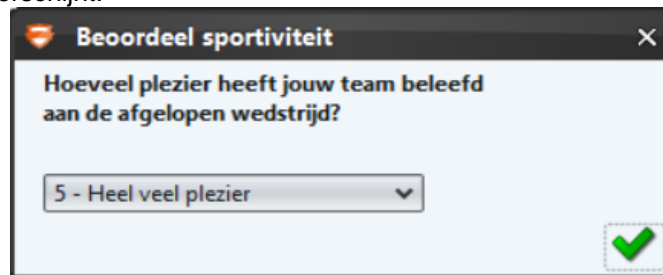 Beoordeel sportiviteit
Hoeveel plezier heeft jouw team beleefd
aan de afgelopen wedstrijd?
5 - Heel veel plezier